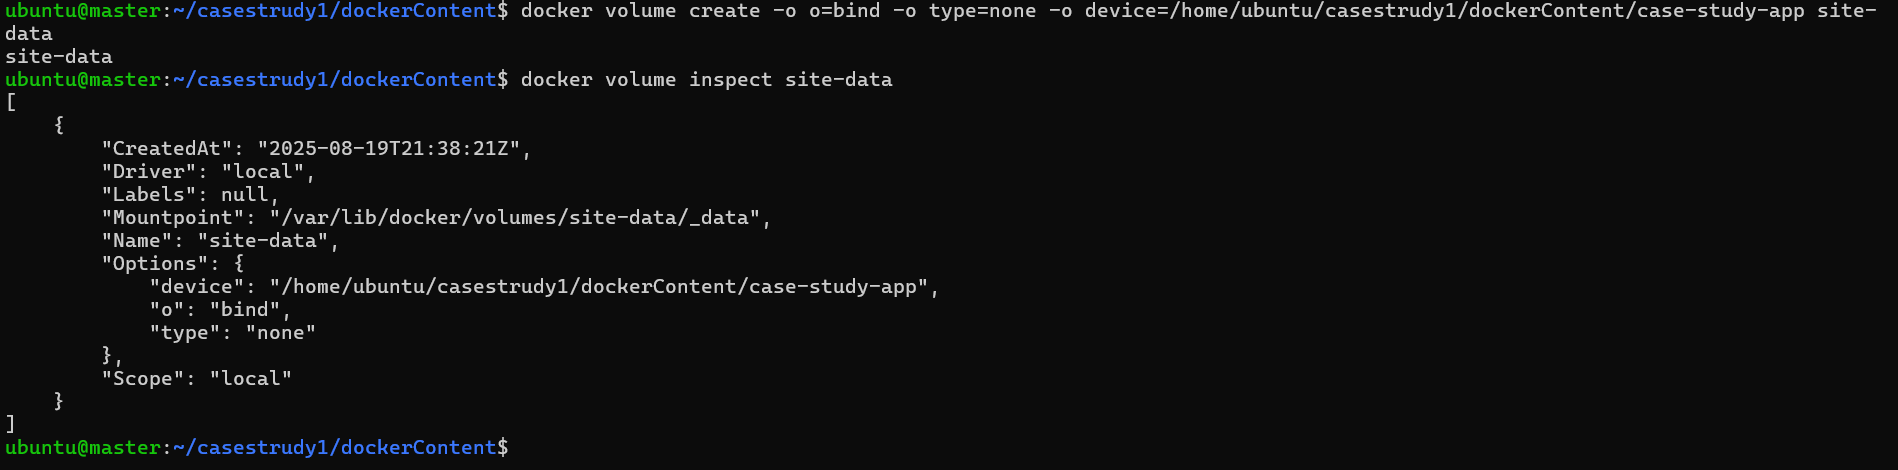 ubuntu@master:~/casestrudy1/dockerContent$ docker volume create -o o=bind -o type=none -o device=/home/ubuntu/casestrudy1/dockerContent/case-study-app site-
data
site-data
ubuntu@master:~/casestrudy1/dockerContent$ docker volume inspect site-data
[
    {
        "CreatedAt": "2025-08-19T21:38:21Z",
        "Driver": "local",
        "Labels": null,
        "Mountpoint": "/var/lib/docker/volumes/site-data/_data",
        "Name": "site-data",
        "Options": {
            "device": "/home/ubuntu/casestrudy1/dockerContent/case-study-app",
            "o": "bind",
            "type": "none"
        },
        "Scope": "local"
    }
]
ubuntu@master:~/casestrudy1/dockerContent$